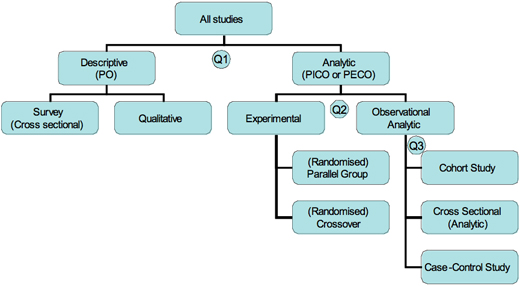 All studies
Q1
Descriptive
(PO)
Analytic
(PICO or PECO)
Survey
(Cross sectional)
Qualitative
Experimental
Q2
Observational
Analytic
Q3
(Randomised)
Parallel Group
Cohort Study
(Randomised)
Crossover
Cross Sectional
(Analytic)
Case-Control Study